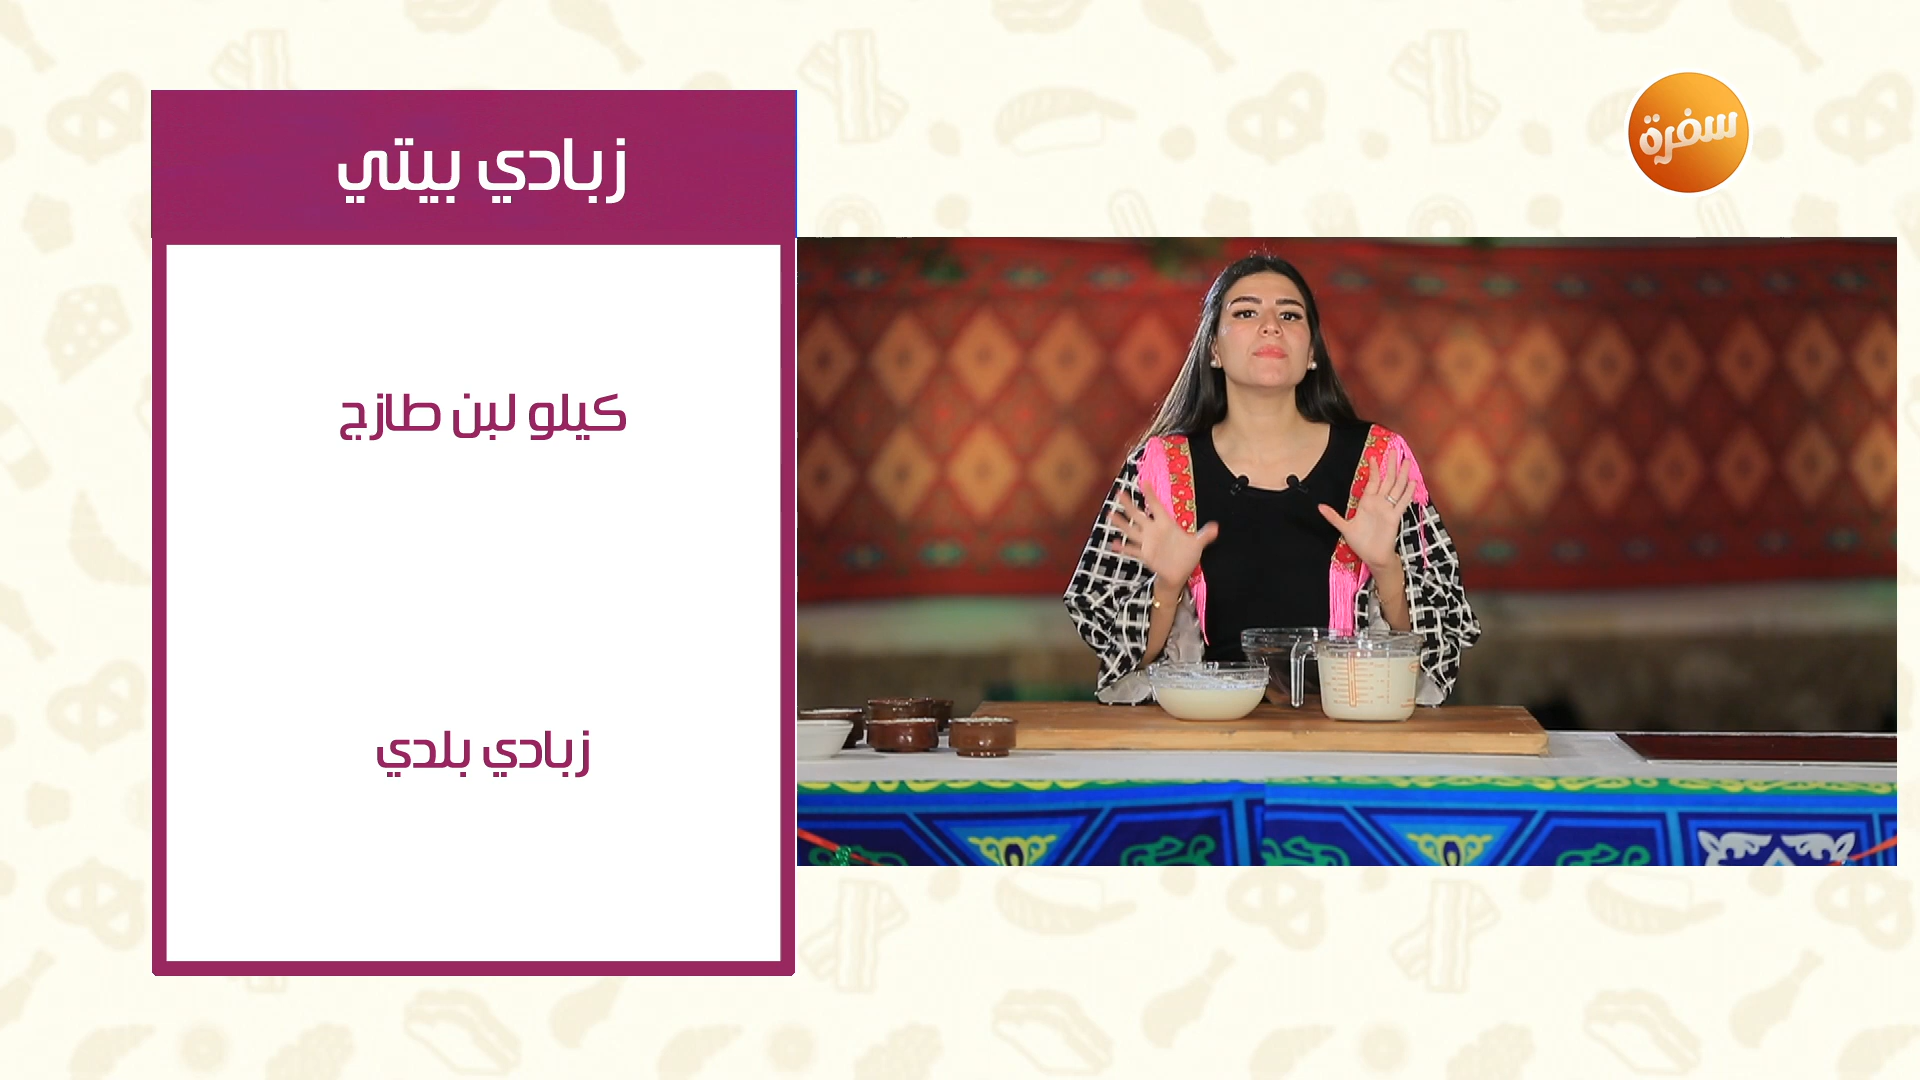 زبادي بيتي
كيلو لبن طازج
زبادي بلدي
سفرة